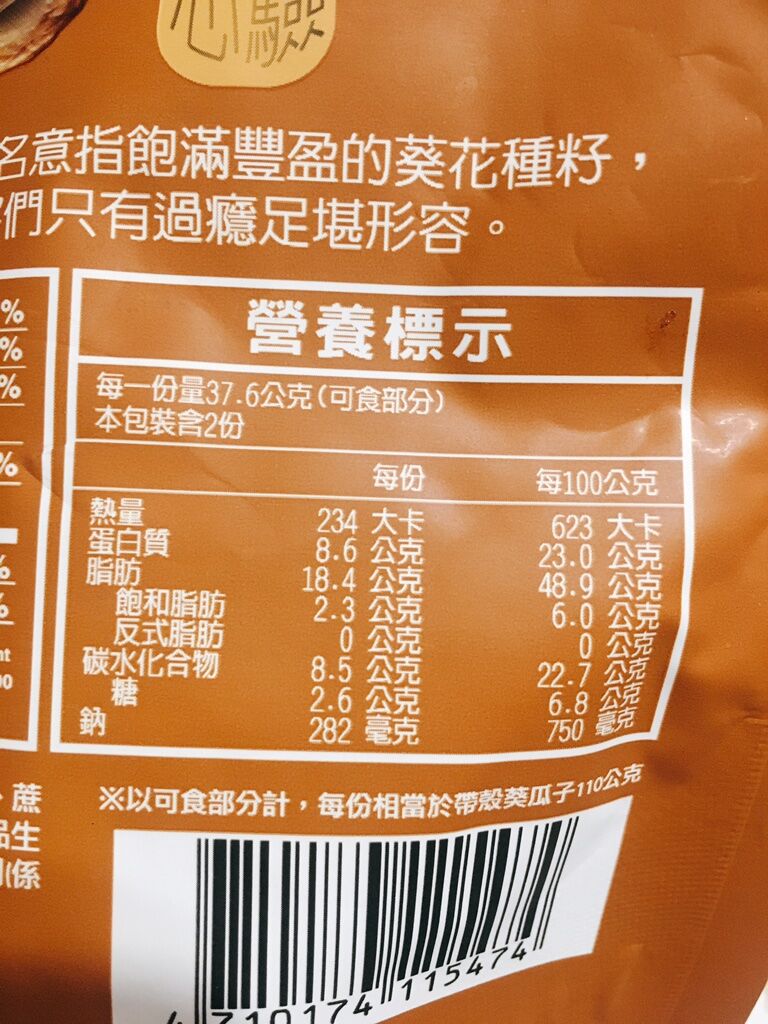 驗
名意指飽滿豐盈的葵花種籽，
們只有過癮足堪形容。
%
%
%
%
營養標示
每一份量37.6公克(可食部分)
本包裝含2份
每份 每100公克
熱量 234 大卡 623 大卡
蛋白質 8.6 公克 23.0 公克
脂肪 18.4 公克 48.9 公克
飽和脂肪 2.3 公克 6.0 公克
反式脂肪 0 公克 0 公克
碳水化合物 8.5 公克 22.7 公克
糖 2.6 公克 6.8 公克
鈉 282 毫克 750 毫克
※以可食部分計，每份相當於帶殼葵瓜子110公克
、蔗
品生
係
4 710174 115474